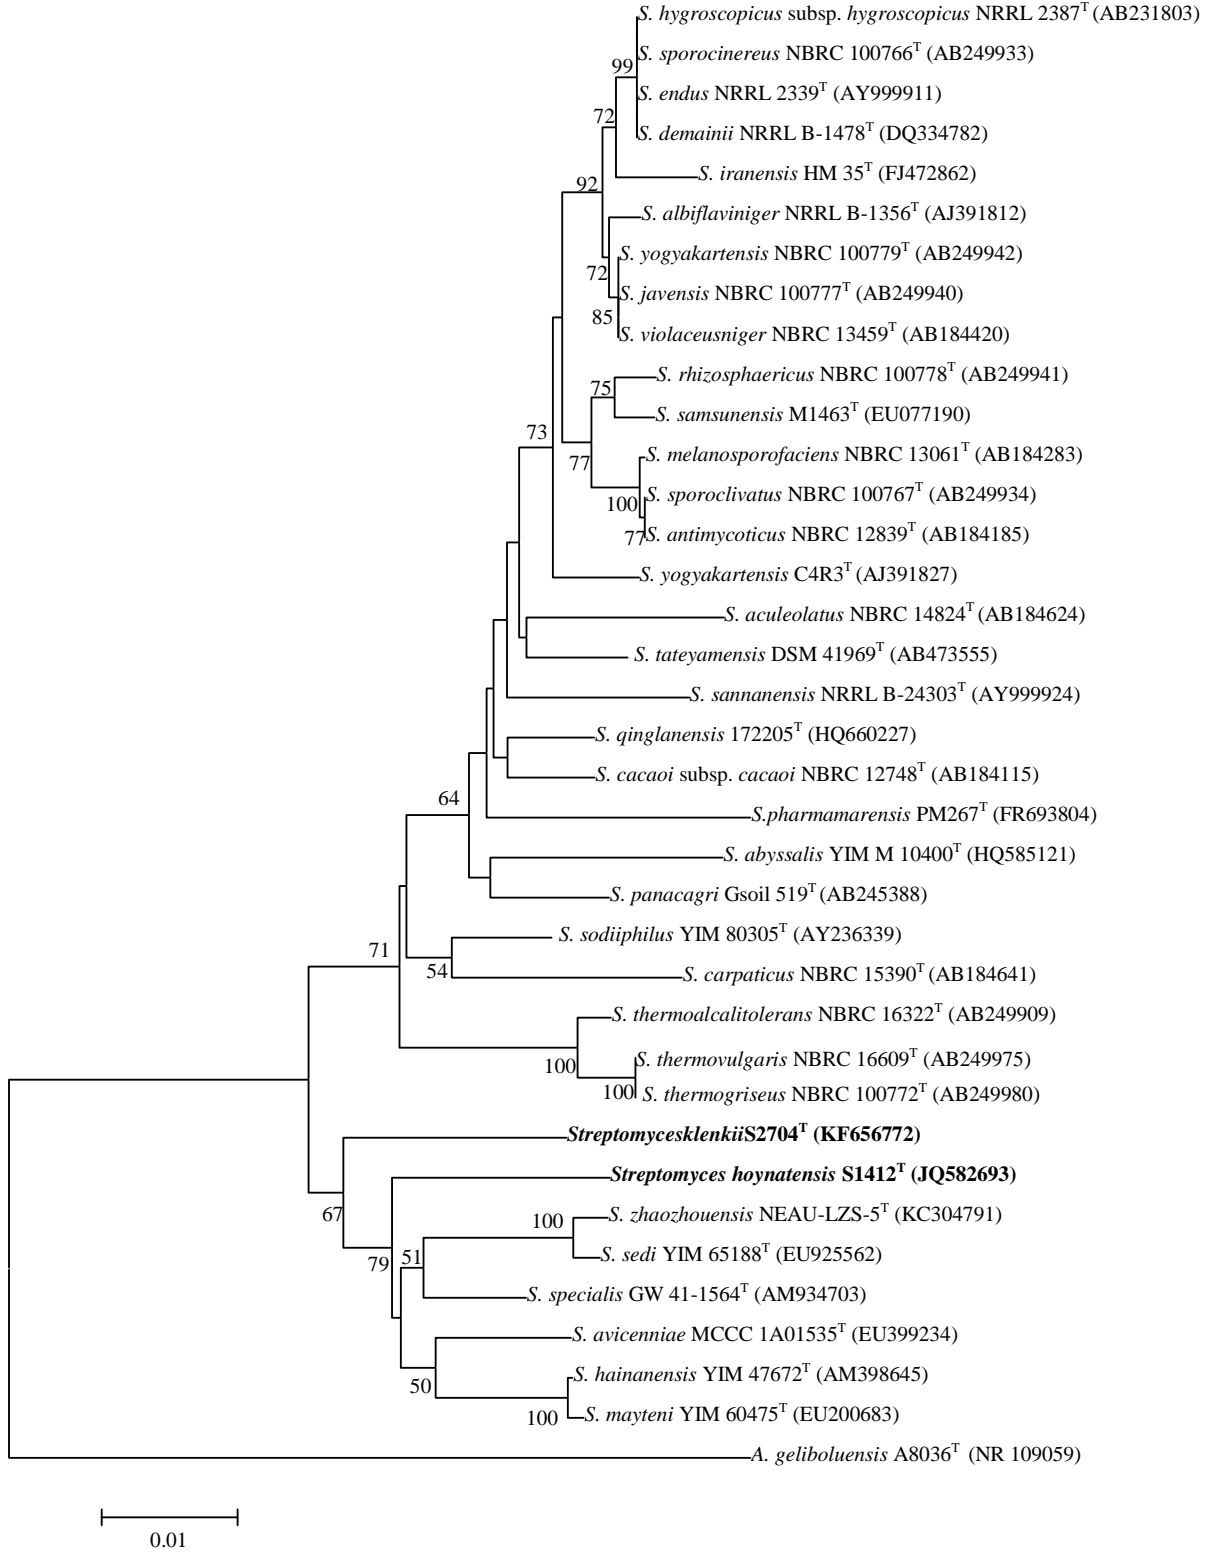 S. hygroscopicus subsp. hygroscopicus NRRL 2387T (AB231803)
S. sporocinereus NBRC 100766T (AB249933)
99
S. endus NRRL 2339T (AY999911)
72
S. demainii NRRL B-1478T (DQ334782)
S. iranensis HM 35T (FJ472862)
92
S. albiflaviniger NRRL B-1356T (AJ391812)
S. yogyakartensis NBRC 100779T (AB249942)
72
S. javensis NBRC 100777T (AB249940)
85
S. violaceusniger NBRC 13459T (AB184420)
S. rhizosphaericus NBRC 100778T (AB249941)
75
S. samsunensis M1463T (EU077190)
73
S. melanosporofaciens NBRC 13061T (AB184283)
77
S. sporoclivatus NBRC 100767T (AB249934)
100
S. antimycoticus NBRC 12839T (AB184185)
77
S. yogyakartensis C4R3T (AJ391827)
S. aculeolatus NBRC 14824T (AB184624)
S. tateyamensis DSM 41969T (AB473555)
S. sannanensis NRRL B-24303T (AY999924)
S. qinglanensis 172205T (HQ660227)
S. cacaoi subsp. cacaoi NBRC 12748T (AB184115)
64
S.pharmamarensis PM267T (FR693804)
S. abyssalis YIM M 10400T (HQ585121)
S. panacagri Gsoil 519T (AB245388)
S. sodiiphilus YIM 80305T (AY236339)
71
54
S. carpaticus NBRC 15390T (AB184641)
S. thermoalcalitolerans NBRC 16322T (AB249909)
S. thermovulgaris NBRC 16609T (AB249975)
100
100
S. thermogriseus NBRC 100772T (AB249980)
StreptomycesklenkiiS2704T (KF656772)
Streptomyces hoynatensis S1412T (JQ582693)
67
S. zhaozhouensis NEAU-LZS-5T (KC304791)
100
S. sedi YIM 65188T (EU925562)
79
51
S. specialis GW 41-1564T (AM934703)
S. avicenniae MCCC 1A01535T (EU399234)
S. hainanensis YIM 47672T (AM398645)
50
S. mayteni YIM 60475T (EU200683)
100
A. geliboluensis A8036T (NR 109059)
0.01